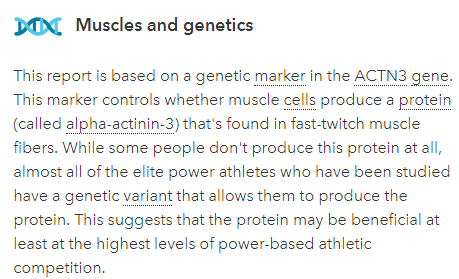 Muscles and genetics
This report is based on a genetic marker in the ACTN3 gene.
This marker controls whether muscle cells produce a protein
(called alpha-actinin-3) that's found in fast-twitch muscle
fibers. While some people don't produce this protein at all,
almost all of the elite power athletes who have been studied
have a genetic variant that allows them to produce the
protein. This suggests that the protein may be beneficial at
least at the highest levels of power-based athletic
competition.